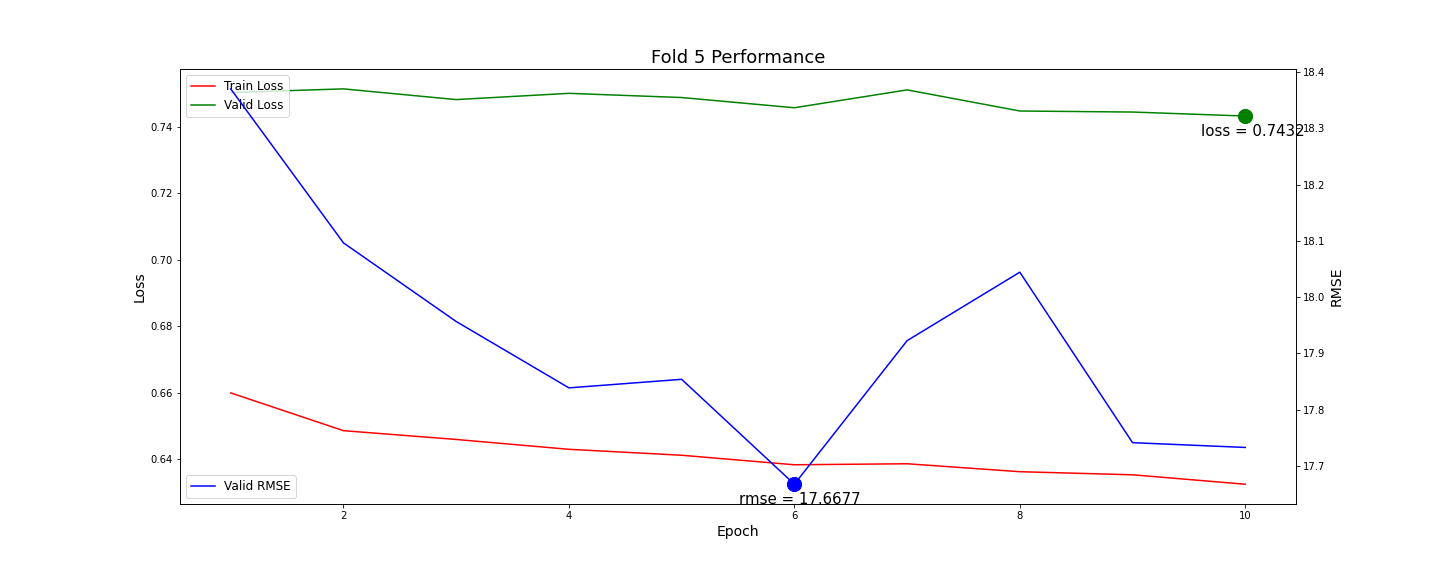 Fold 5 Performance
Train Loss
Valid Loss
Valid RMSE
Loss
0.74
0.72
0.70
0.68
0.66
0.64
18.4
18.3
18.2
18.1
18.0
17.9
17.8
17.7
RMSE
loss = 0.7432
rmse = 17.6677
2
4
6
8
10
Epoch